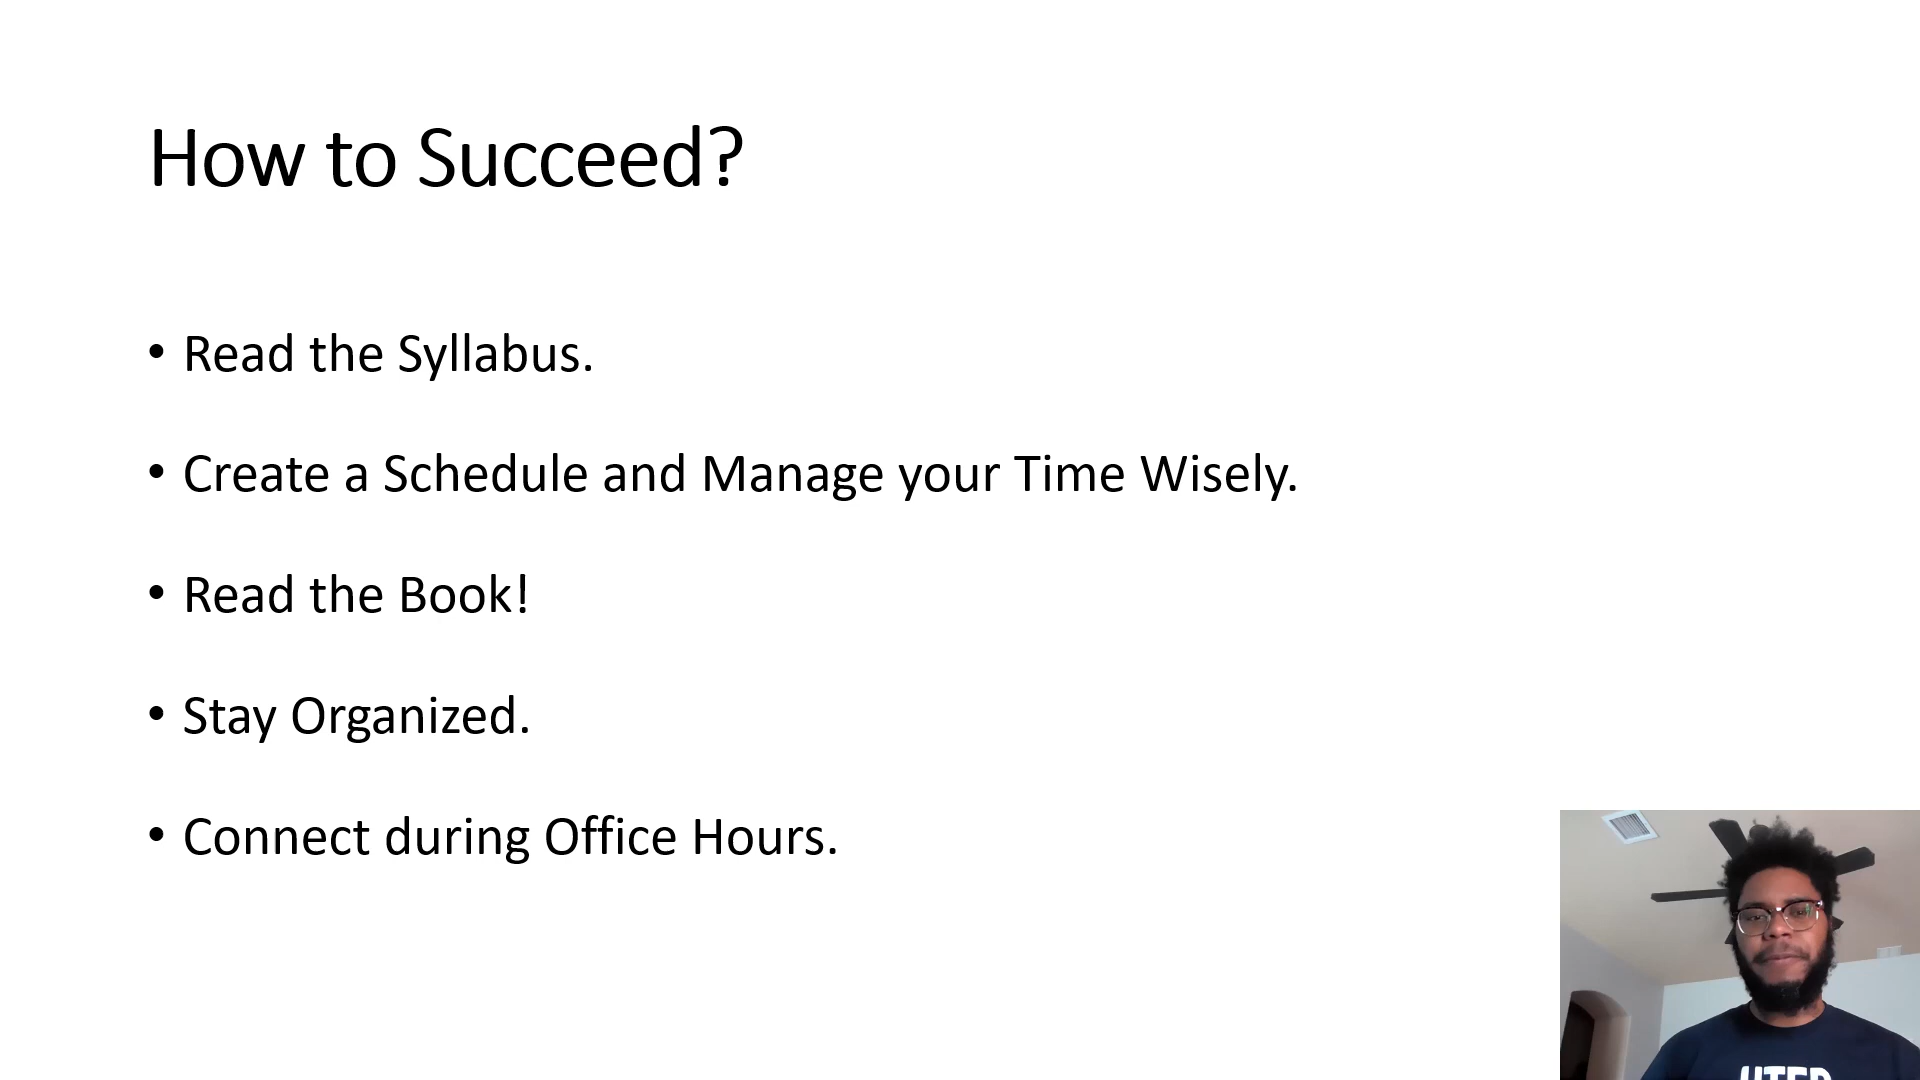 How to Succeed?
• Read the Syllabus.
• Create a Schedule and Manage your Time Wisely.
• Read the Book!
• Stay Organized.
• Connect during Office Hours.
UTEP